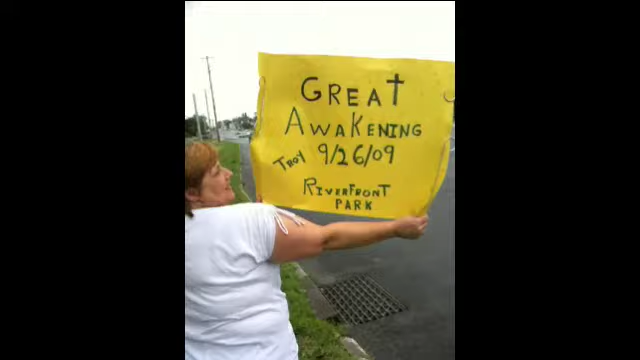 GREAT
AWAKENING
TROY 9/26/09
RIVERFRONT
PARK